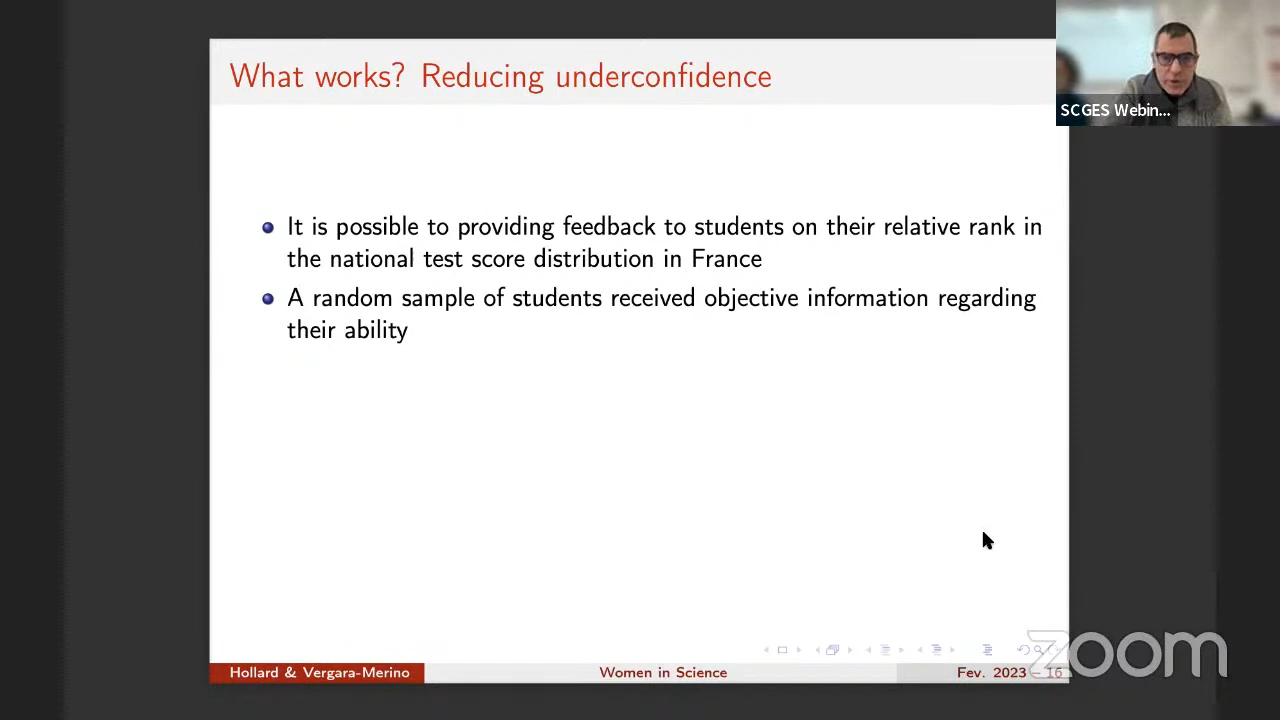 What works? Reducing underconfidence
SCGES Webin...
It is possible to providing feedback to students on their relative rank in
the national test score distribution in France
A random sample of students received objective information regarding
their ability
Hollard & Vergara-Merino
Women in Science
Fev. 2023 – 16
zoom